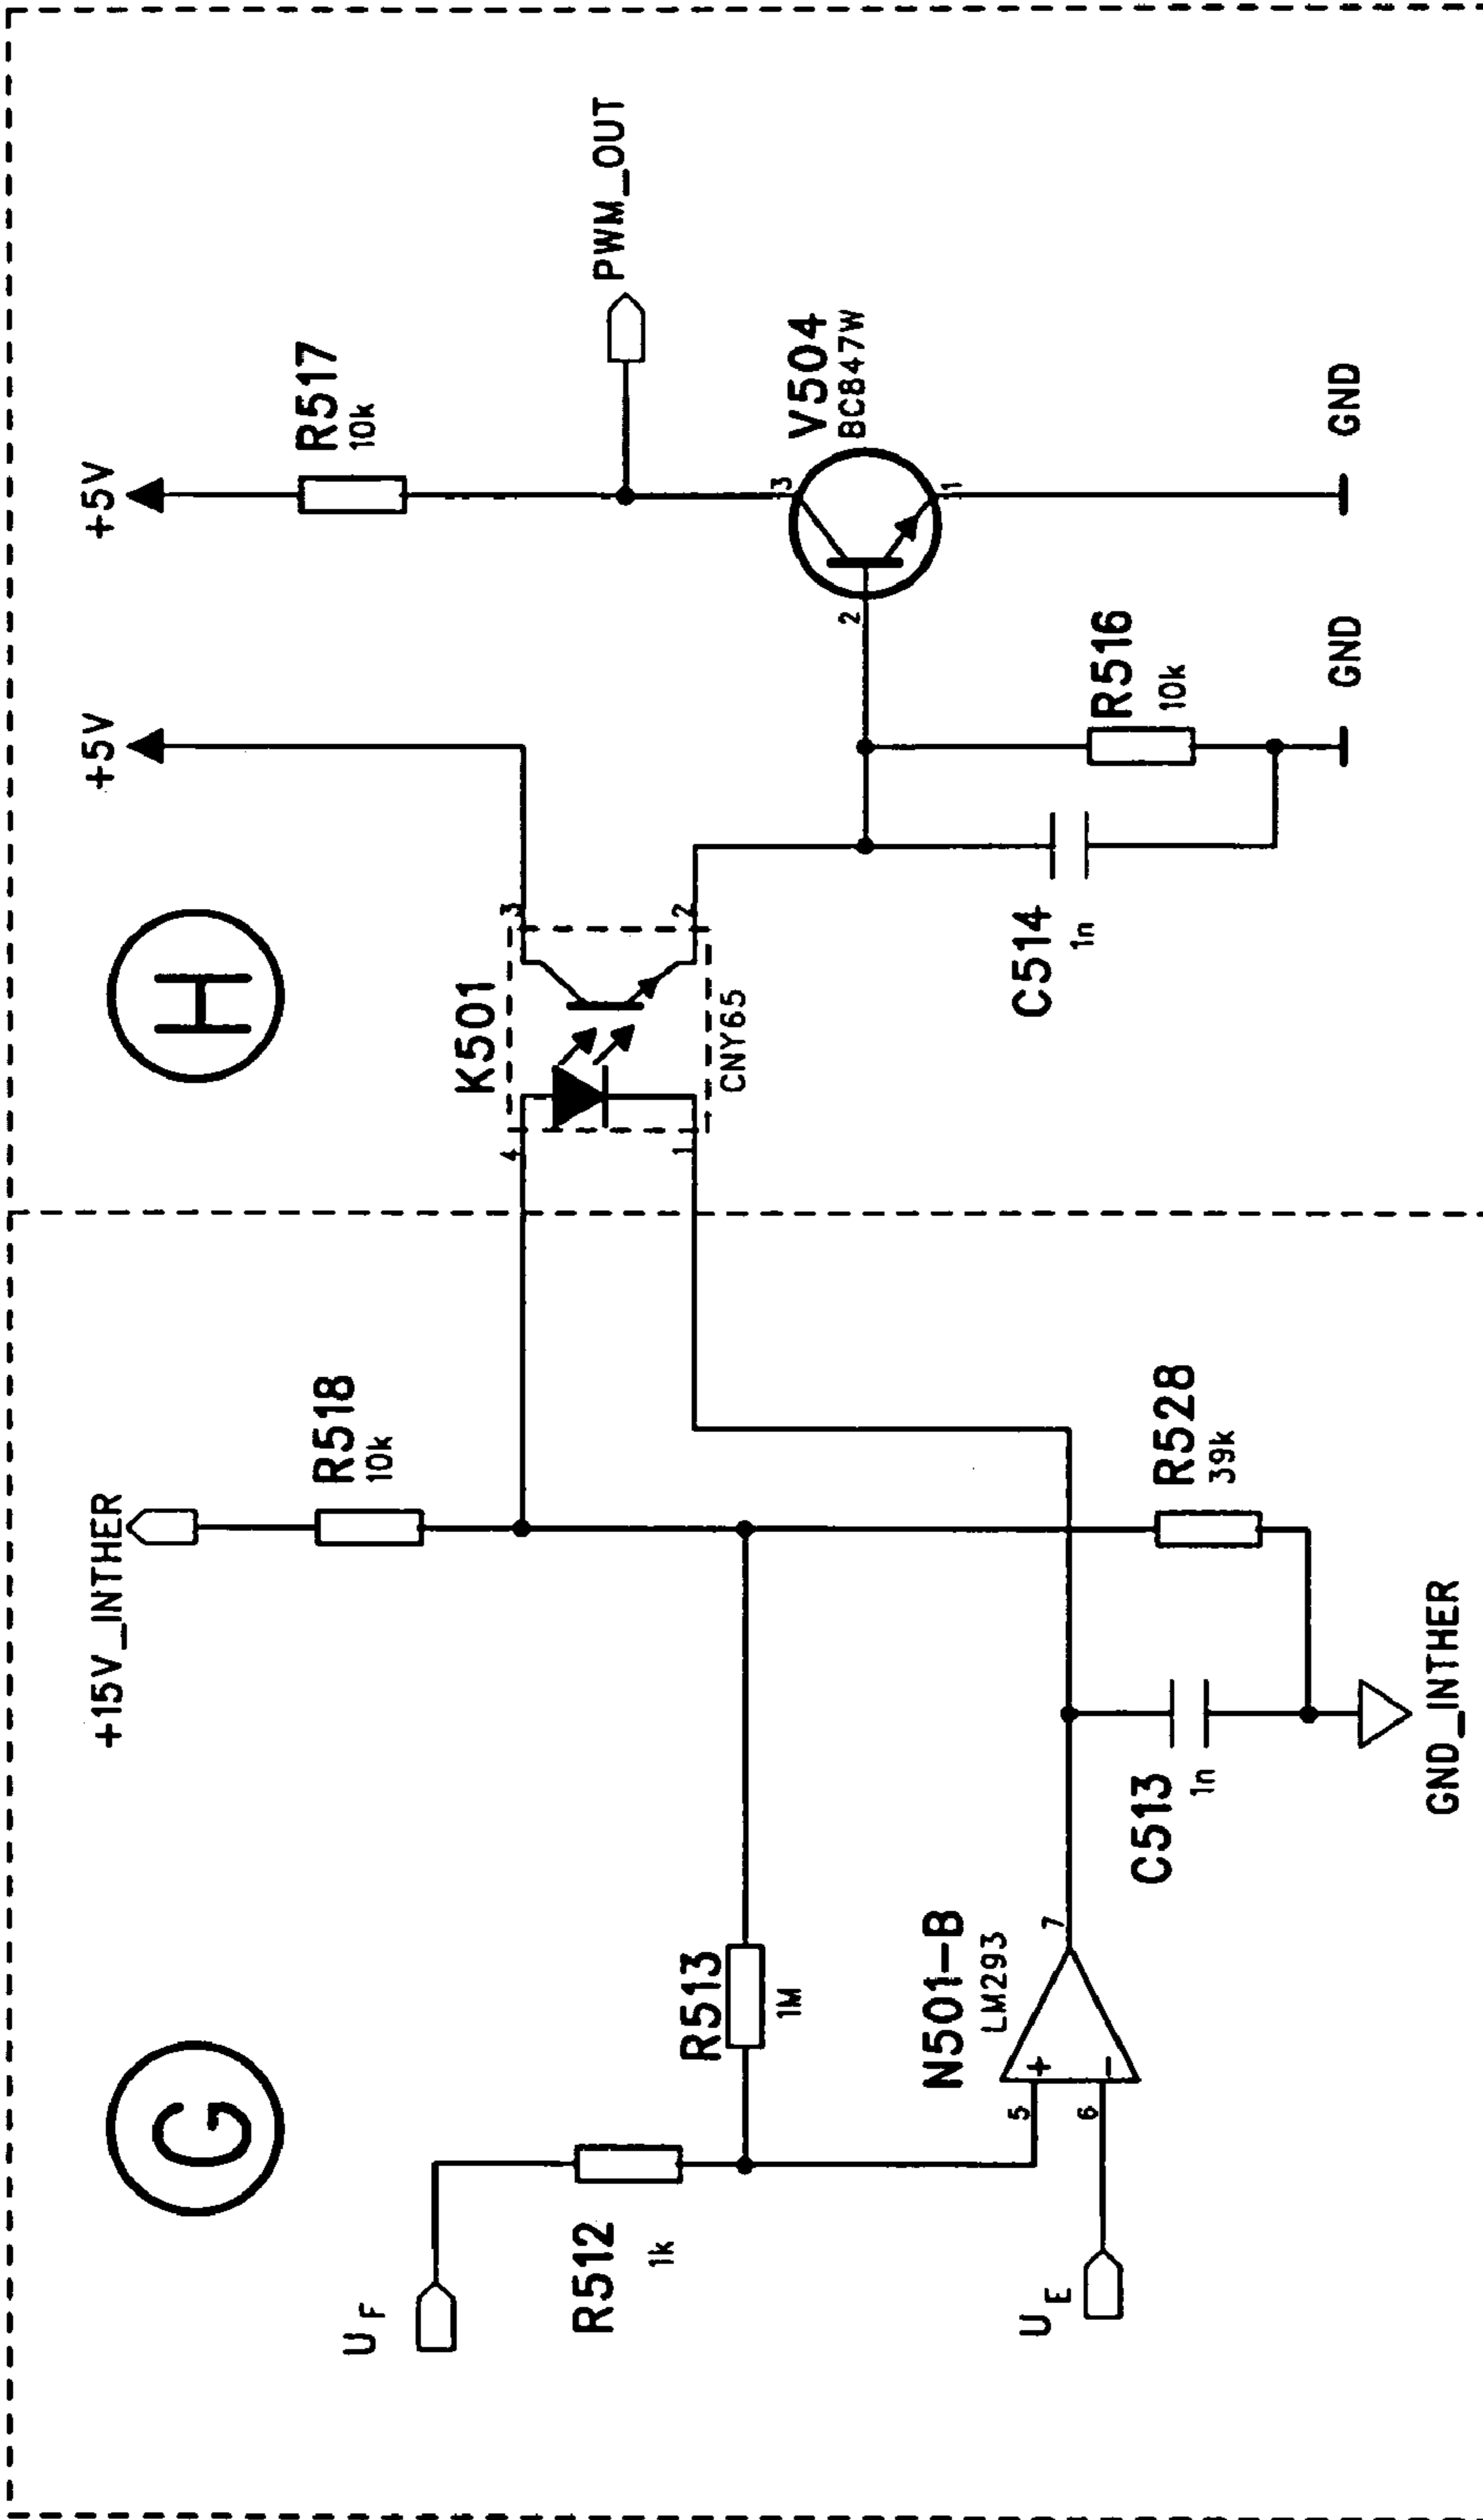 G
H
+15V_INTHER
R518
10k
+5V
+5V
R517
10k
U F
R512
1k
R513
1M
K501
4
3
1
2
CNY65
PWM_OUT
N501-B
LM293
5
+
6
−
7
U E
C513
1n
R528
39k
C514
1n
R516
10k
2
3
1
V504
BC847W
GND_INTHER
GND
GND